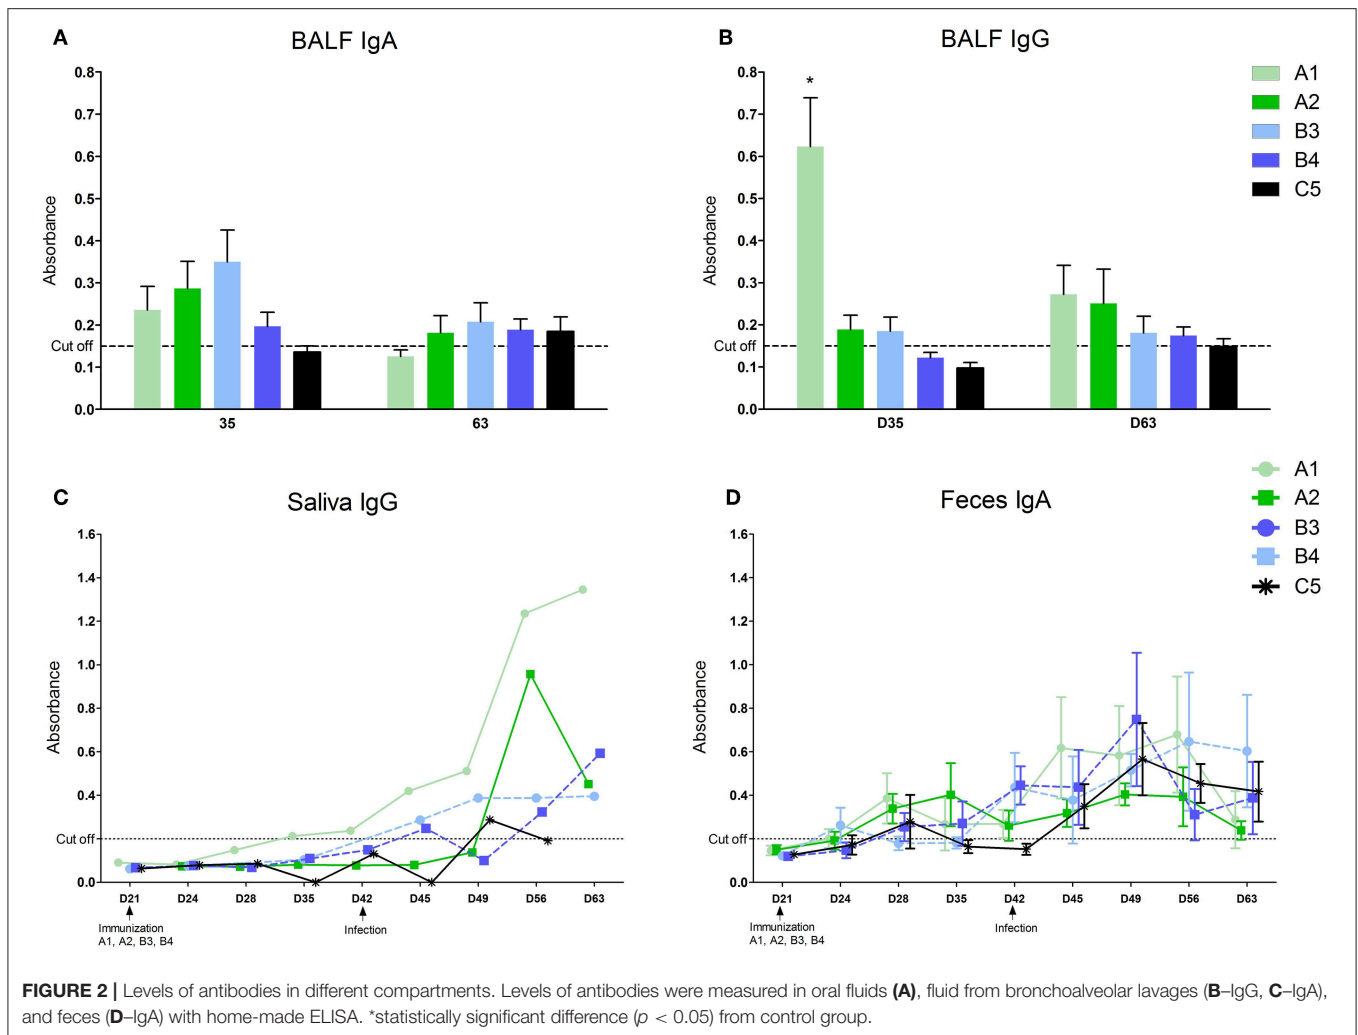 A
BALF IgA
Absorbance
0.8
0.7
0.6
0.5
0.4
0.3
0.2
Cut off
0.1
0.0
35 63
B
BALF IgG
Absorbance
0.8
0.7
0.6
0.5
0.4
0.3
0.2
Cut off
0.1
0.0
*
D35 D63
A1
A2
B3
B4
C5
C
Saliva IgG
Absorbance
1.6
1.4
1.2
1.0
0.8
0.6
0.4
Cut off
0.0
D21 D24 D28 D35 D42 D45 D49 D56 D63
Immunization
A1, A2, B3, B4
Infection
D
Feces IgA
Absorbance
1.6
1.4
1.2
1.0
0.8
0.6
0.4
Cut off
0.0
D21 D24 D28 D35 D42 D45 D49 D56 D63
Immunization
A1, A2, B3, B4
Infection
A1
A2
B3
B4
C5
FIGURE 2 | Levels of antibodies in different compartments. Levels of antibodies were measured in oral fluids (A), fluid from bronchoalveolar lavages (B–IgG, C–IgA),
and feces (D–IgA) with home-made ELISA. *statistically significant difference (p < 0.05) from control group.